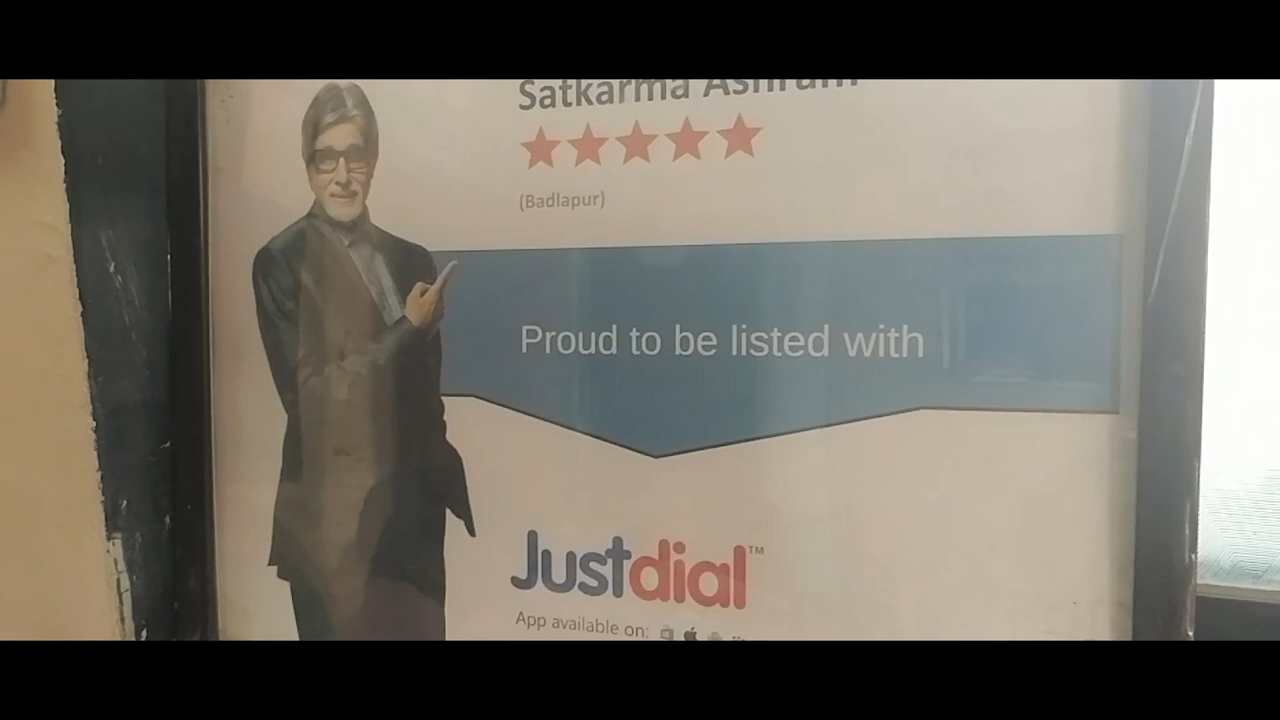 Satkarma Ashram
(Badlapur)
Proud to be listed with
Justdial™
App available on: